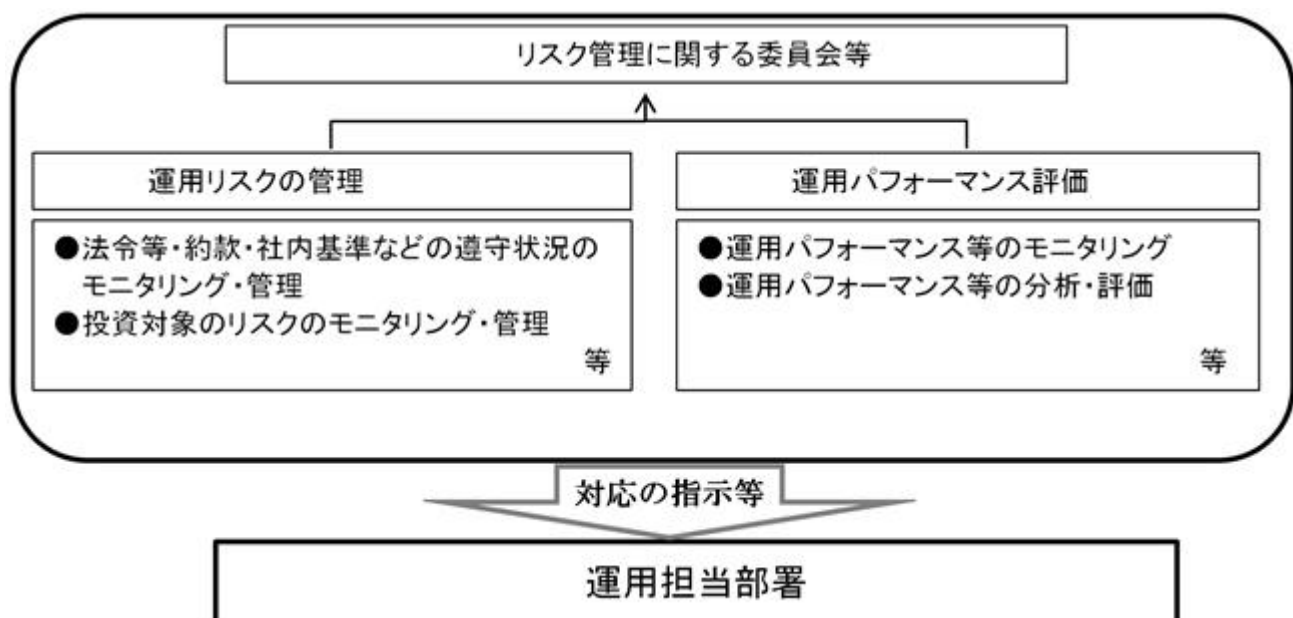 リスク管理に関する委員会等
運用リスクの管理
運用パフォーマンス評価
●法令等・約款・社内基準などの遵守状況の
モニタリング・管理
●投資対象のリスクのモニタリング・管理
等
●運用パフォーマンス等のモニタリング
●運用パフォーマンス等の分析・評価
等
対応の指示等
運用担当部署